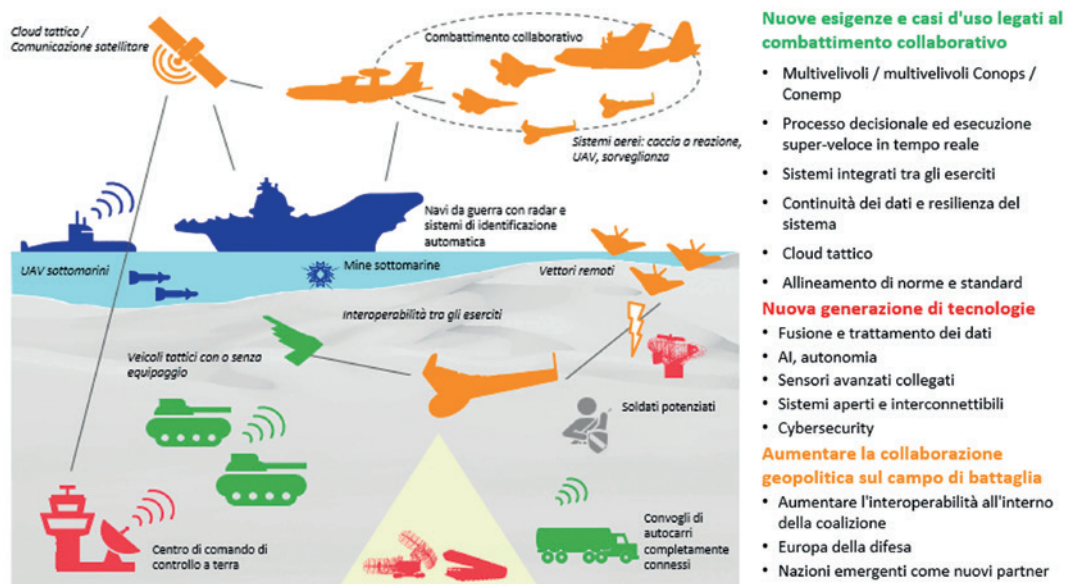 Cloud tattico /
Comunicazione satellitare
Combattimento collaborativo
Sistemi aerei: caccia a reazione,
UAV, sorveglianza
Navi da guerra con radar e
sistemi di identificazione
automatica
UAV sottomarini
Mine sottomarine
Vettori remoti
Interoperabilità tra gli eserciti
Veicoli tattici con o senza
equipaggio
Soldati potenziati
Centro di comando di
controllo a terra
Convogli di
autocarri
completamente
connessi
Nuove esigenze e casi d'uso legati al
combattimento collaborativo
• Multivelivoli / multivelivoli Conops /
Conemp
• Processo decisionale ed esecuzione
super-veloce in tempo reale
• Sistemi integrati tra gli eserciti
• Continuità dei dati e resilienza del
sistema
• Cloud tattico
• Allineamento di norme e standard
Nuova generazione di tecnologie
• Fusione e trattamento dei dati
• AI, autonomia
• Sensori avanzati collegati
• Sistemi aperti e interconnettibili
• Cybersecurity
Aumentare la collaborazione
geopolitica sul campo di battaglia
• Aumentare l'interoperabilità all'interno
della coalizione
• Europa della difesa
• Nazioni emergenti come nuovi partner